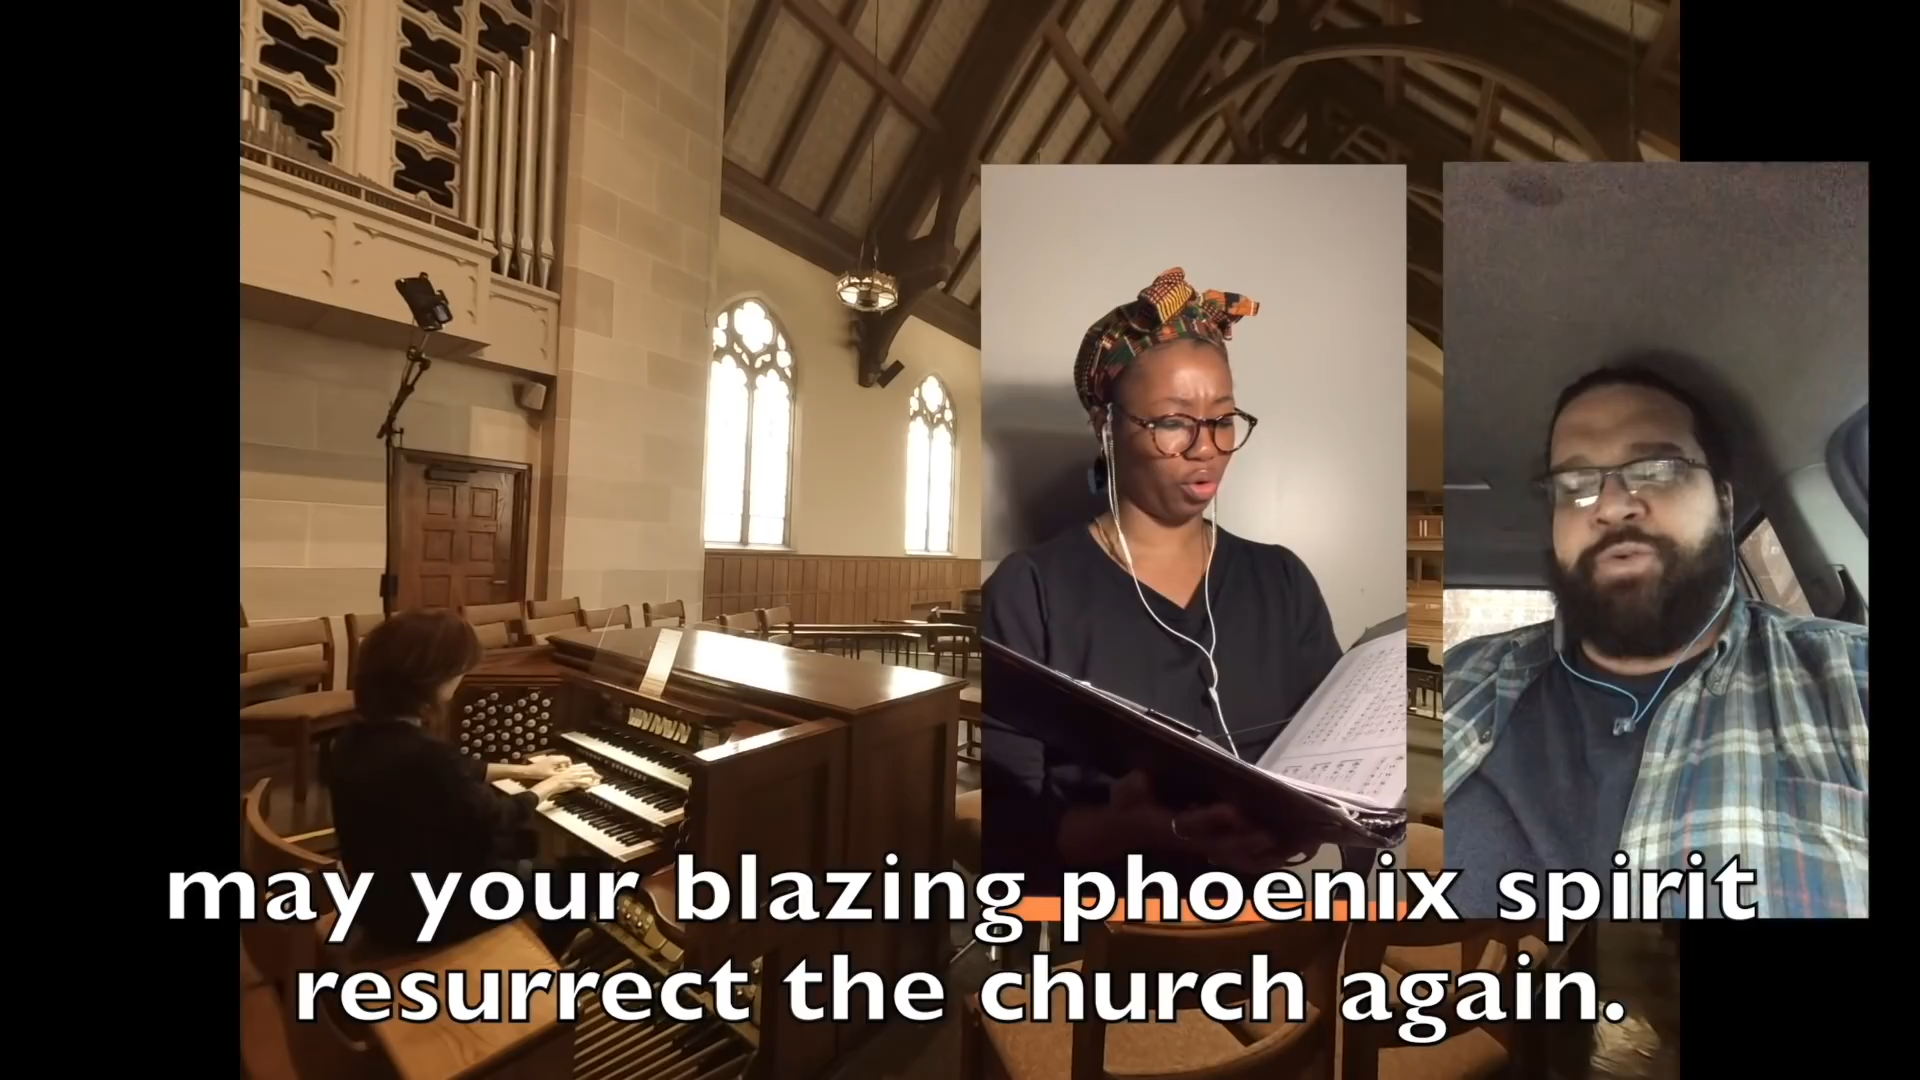 may your blazing phoenix spirit
resurrect the church again.